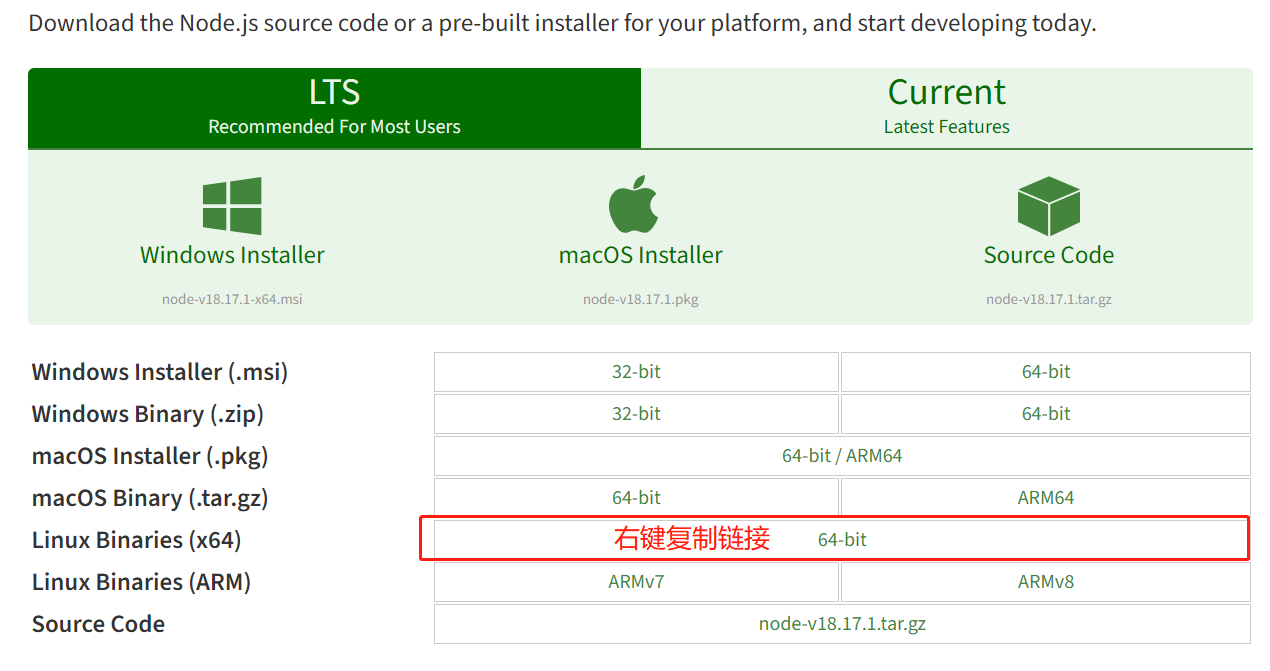 Download the Node.js source code or a pre-built installer for your platform, and start developing today.
LTS
Recommended For Most Users
Current
Latest Features
Windows Installer
node-v18.17.1-x64.msi
macOS Installer
node-v18.17.1.pkg
Source Code
node-v18.17.1.tar.gz
Windows Installer (.msi) 32-bit 64-bit
Windows Binary (.zip) 32-bit 64-bit
macOS Installer (.pkg) 64-bit / ARM64
macOS Binary (.tar.gz) 64-bit ARM64
Linux Binaries (x64) 右键复制链接 64-bit
Linux Binaries (ARM) ARMv7 ARMv8
Source Code node-v18.17.1.tar.gz